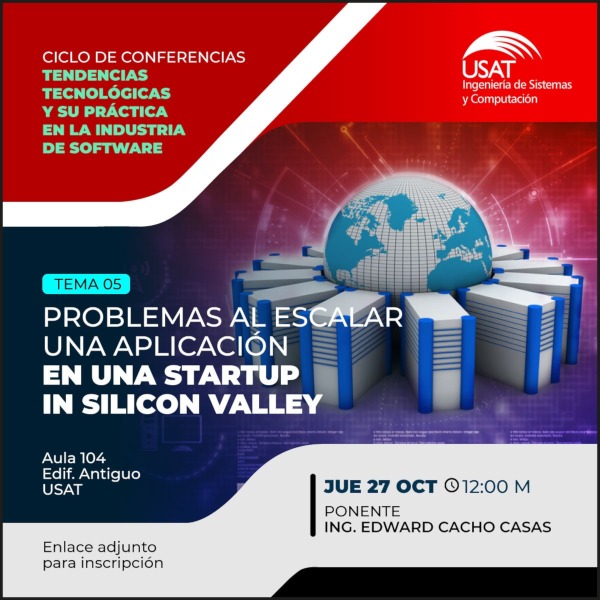 CICLO DE CONFERENCIAS
TENDENCIAS
TECNOLÓGICAS
Y SU PRÁCTICA
EN LA INDUSTRIA
DE SOFTWARE
USAT
Ingeniería de Sistemas
y Computación
TEMA 05
PROBLEMAS AL ESCALAR
UNA APLICACIÓN
EN UNA STARTUP
IN SILICON VALLEY
Aula 104
Edif. Antiguo
USAT
JUE 27 OCT 12:00 M
PONENTE
ING. EDWARD CACHO CASAS
Enlace adjunto
para inscripción